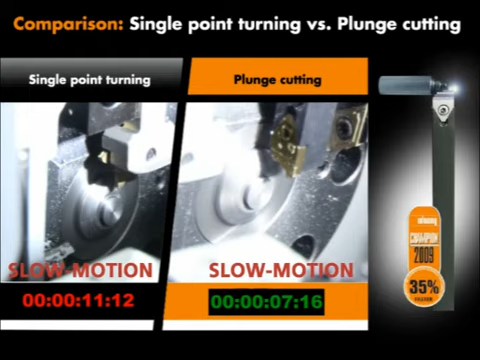 Comparison: Single point turning vs. Plunge cutting
Single point turning
Plunge cutting
SLOW-MOTION
SLOW-MOTION
00:00:11:12
00:00:07:16
CHAMPION
2009
35%